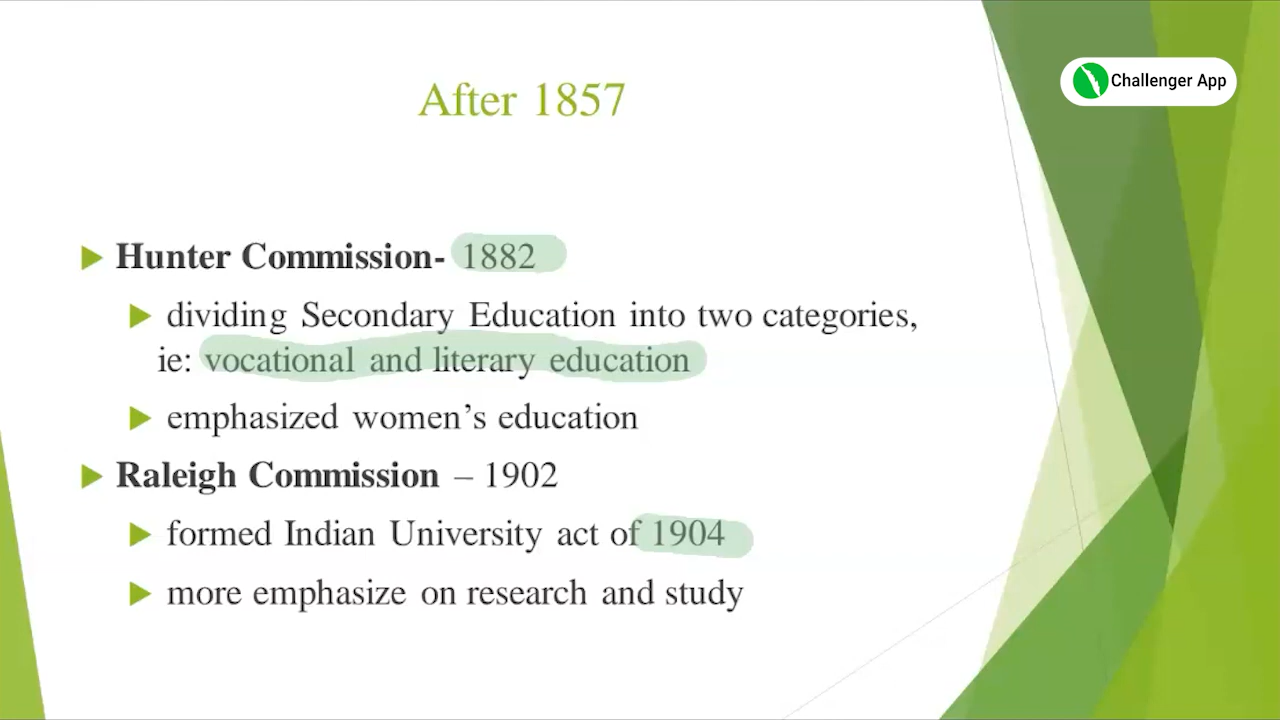 Challenger App
After 1857
Hunter Commission- 1882
dividing Secondary Education into two categories,
ie: vocational and literary education
emphasized women’s education
Raleigh Commission – 1902
formed Indian University act of 1904
more emphasize on research and study